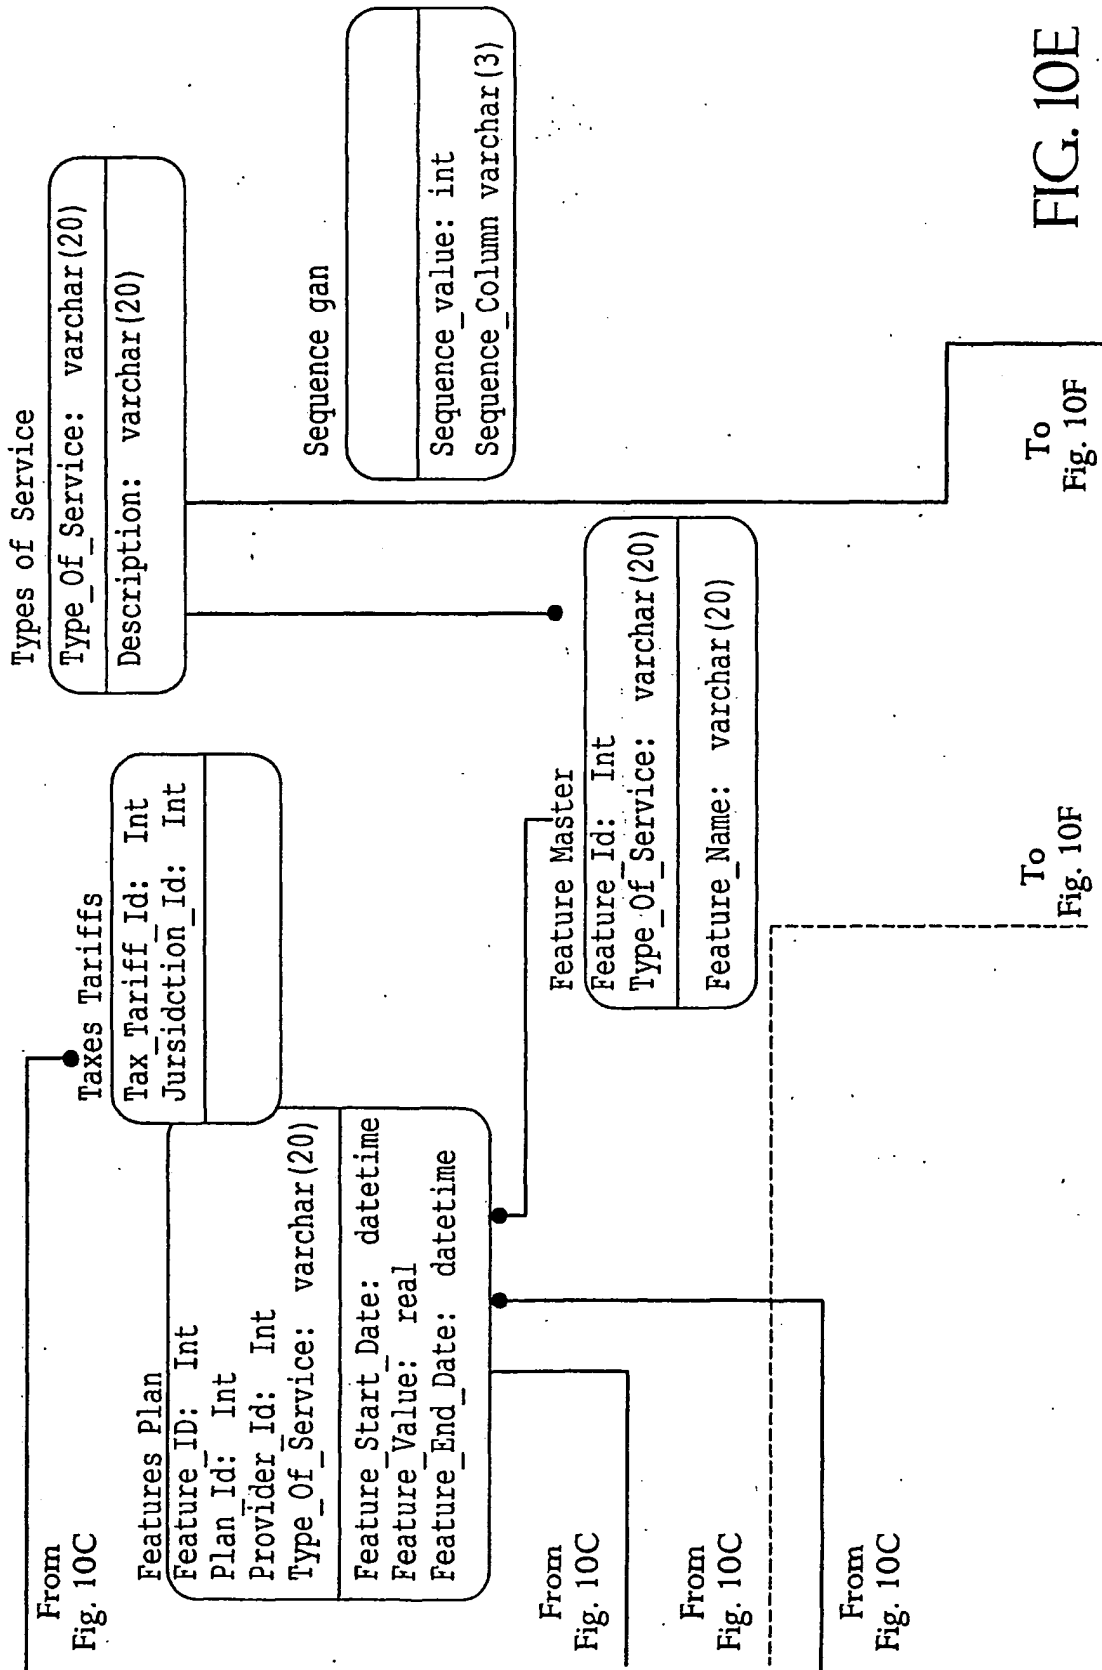 From
Fig. 10C
Taxes Tariffs
Tax_Tariff_Id: Int
Jursidction_Id: Int
Types of Service
Type_Of_Service: varchar(20)
Description: varchar(20)
Features Plan
Feature_ID: Int
Plan_Id: Int
Provider_Id: Int
Type_Of_Service: varchar(20)
Feature_Start_Date: datetime
Feature_Value: real
Feature_End_Date: datetime
Sequence gan
Sequence_value: int
Sequence_Column varchar(3)
Feature Master
Feature_Id: Int
Type_Of_Service: varchar(20)
Feature_Name: varchar(20)
From
Fig. 10C
From
Fig. 10C
From
Fig. 10C
To
Fig. 10F
To
Fig. 10F
FIG. 10E